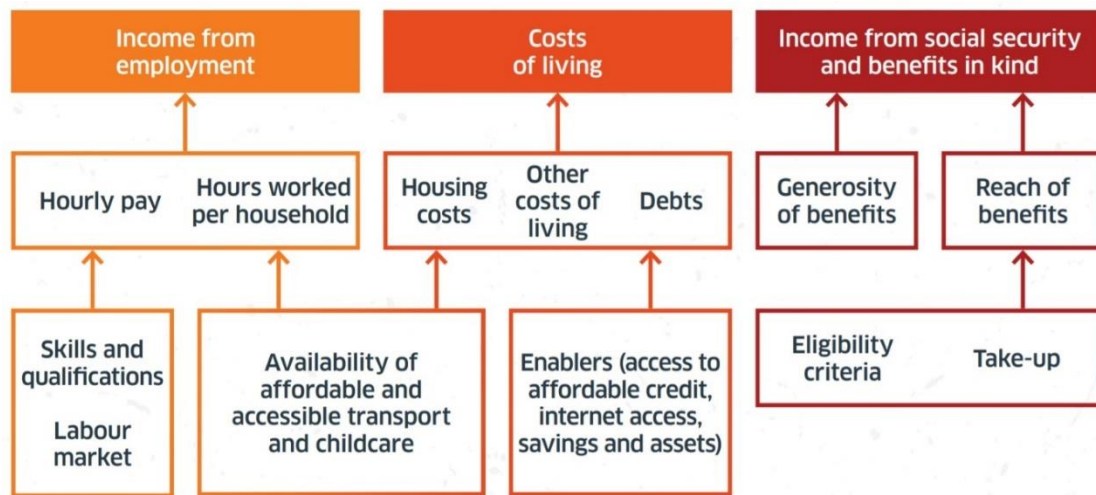 Income from
employment
Costs
of living
Income from social security
and benefits in kind
Hourly pay
Hours worked
per household
Housing
costs
Other
costs of
living
Debts
Generosity
of benefits
Reach of
benefits
Skills and
qualifications
Labour
market
Availability of
affordable and
accessible transport
and childcare
Enablers (access to
affordable credit,
internet access,
savings and assets)
Eligibility
criteria
Take-up